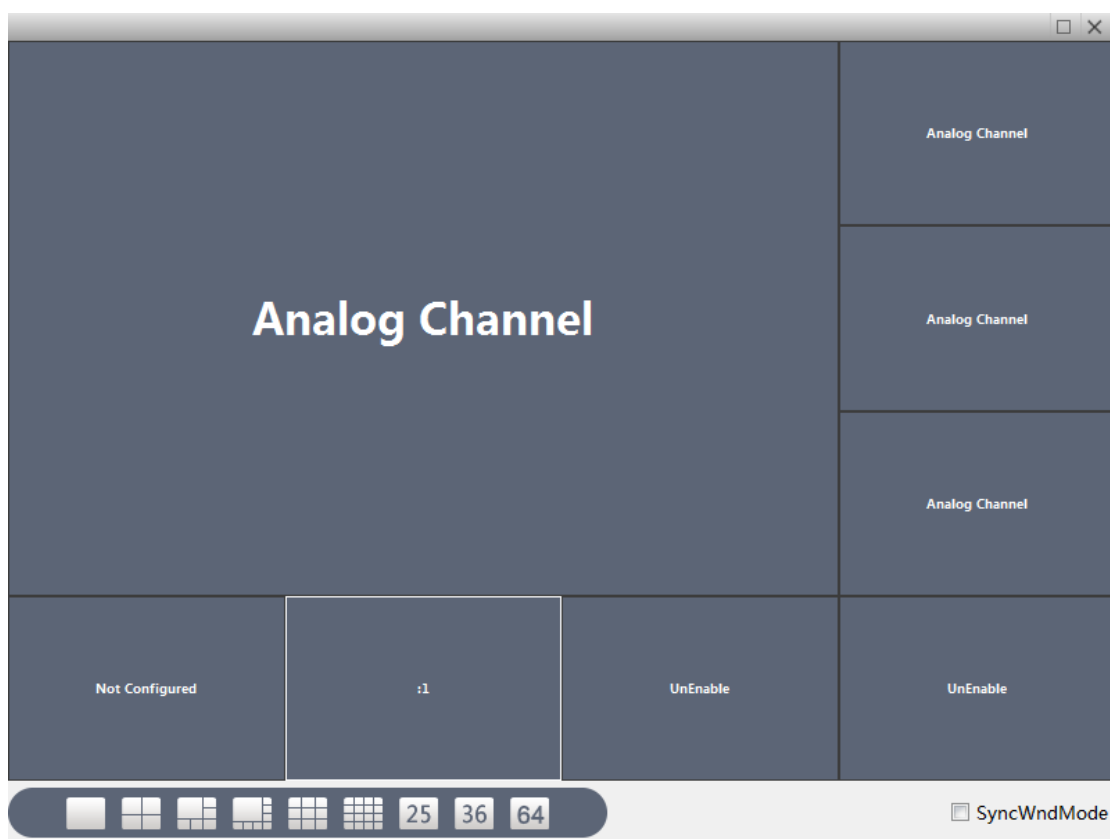 Analog Channel
Analog Channel
Analog Channel
Analog Channel
Not Configured
:1
UnEnable
UnEnable
25
36
64
SyncWndMode